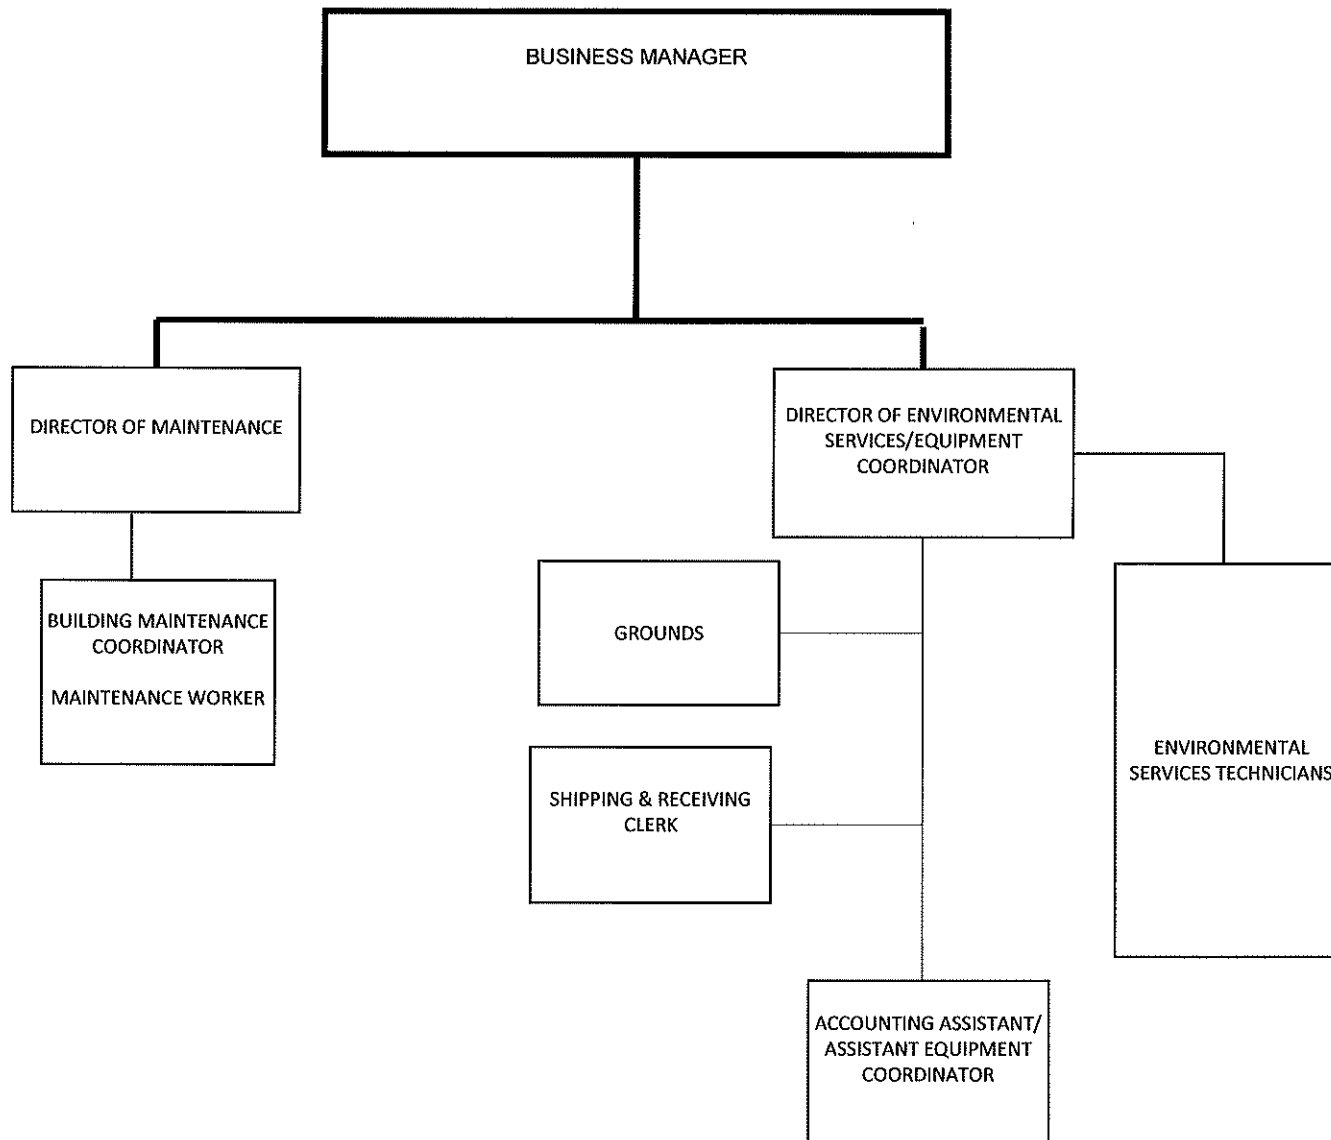 BUSINESS MANAGER
DIRECTOR OF MAINTENANCE
DIRECTOR OF ENVIRONMENTAL
SERVICES/EQUIPMENT
COORDINATOR
BUILDING MAINTENANCE
COORDINATOR
MAINTENANCE WORKER
GROUNDS
SHIPPING & RECEIVING
CLERK
ENVIRONMENTAL
SERVICES TECHNICIANS
ACCOUNTING ASSISTANT/
ASSISTANT EQUIPMENT
COORDINATOR